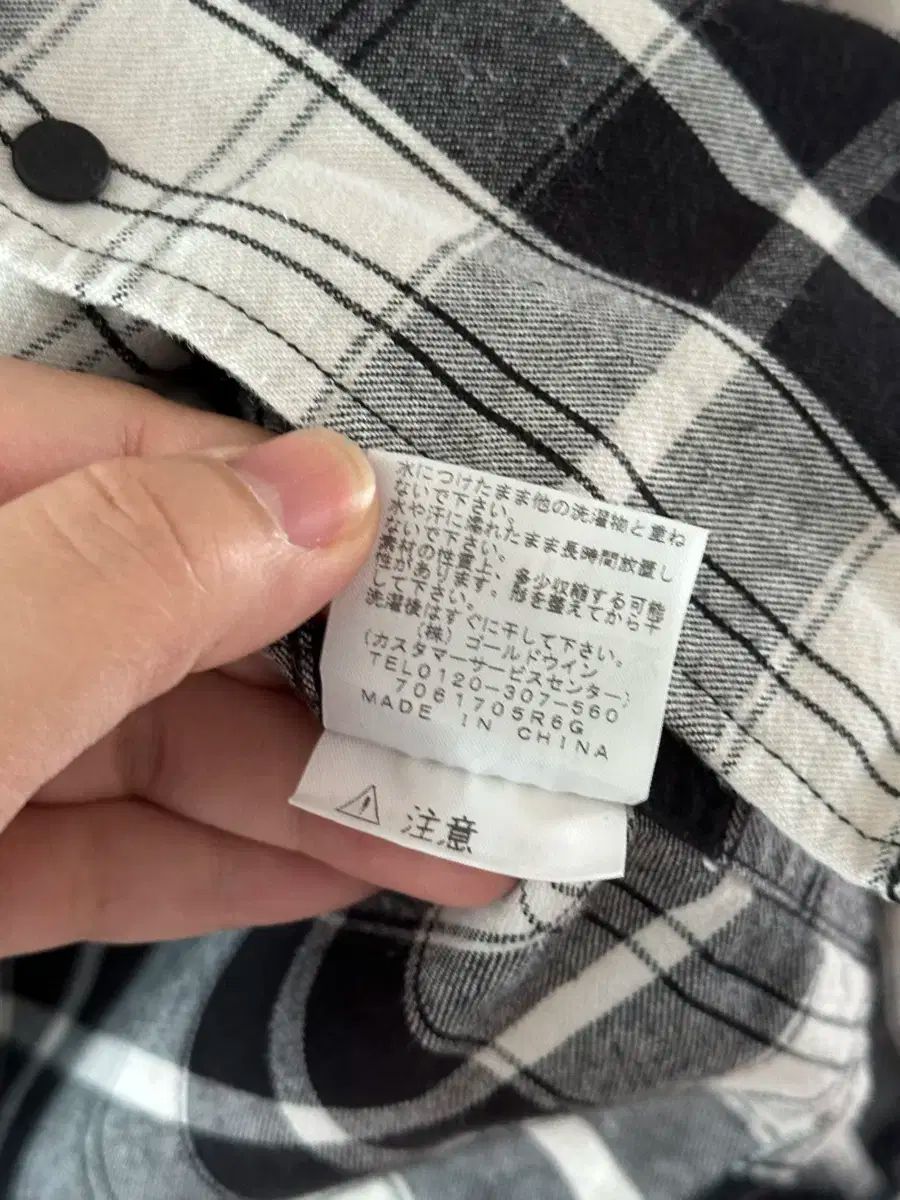 水につけたまま他の洗濯物と重ね
ないで下さい。
水や汗に濡れたまま長時間放置し
ないで下さい。
素材の性質上、多少収縮する可能
性があります。形を整えてから干
して下さい。
洗濯後はすぐに干して下さい。
(株) ゴールドウイン
(カスタマーサービスセンター)
TEL0120-307-560
7061705R6G
MADE IN CHINA
注意